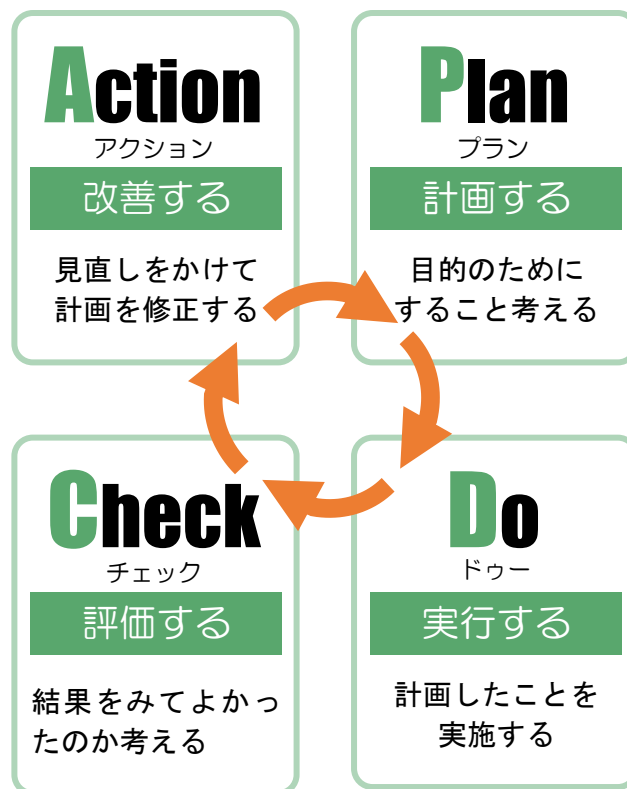 Action
アクション
改善する
見直しをかけて
計画を修正する
Plan
プラン
計画する
目的のために
すること考える
Check
チェック
評価する
結果をみてよかっ
たのか考える
Do
ドゥー
実行する
計画したことを
実施する